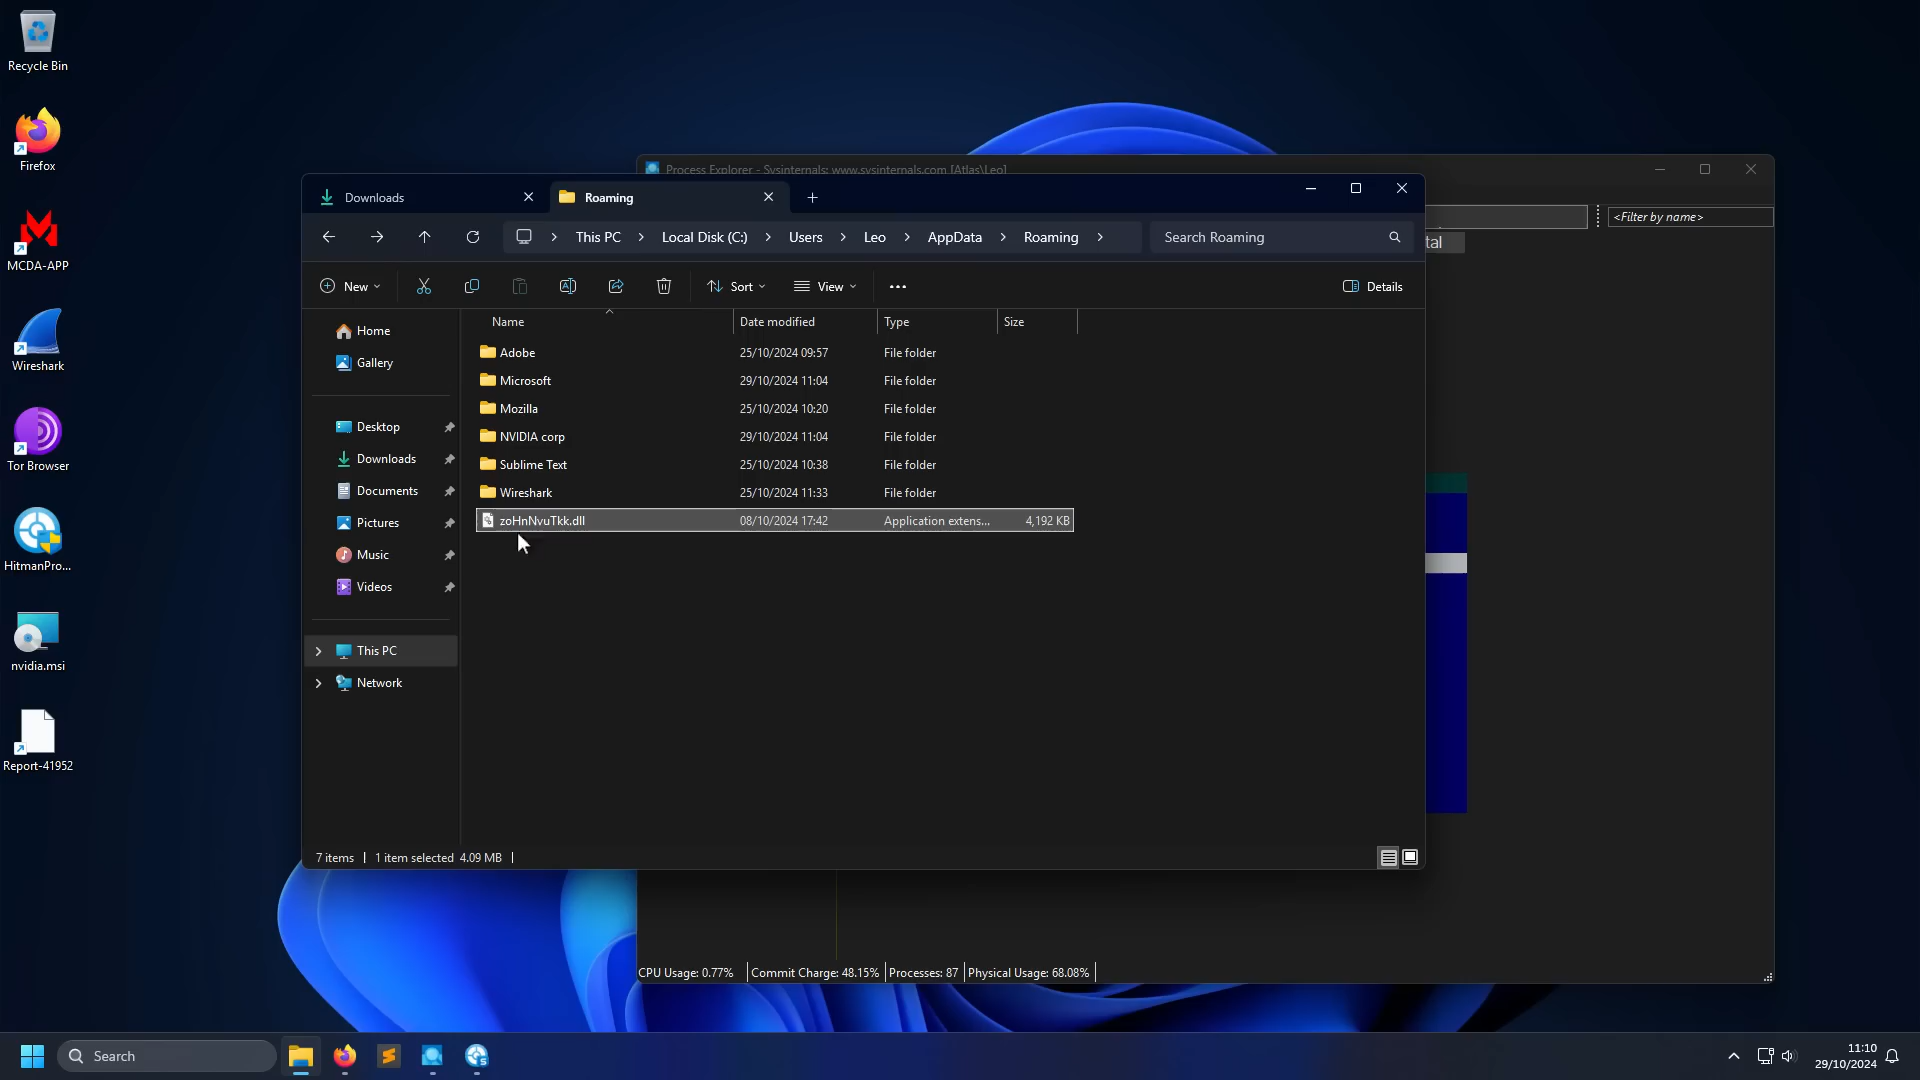 Recycle Bin
Firefox
MCDA-APP
Wireshark
Tor Browser
HitmanPro...
nvidia.msi
Report-41952
Process Explorer - Sysinternals: www.sysinternals.com [Atlas\Leo]
<Filter by name>
tal
Downloads
Roaming
This PC
Local Disk (C:)
Users
Leo
AppData
Roaming
Search Roaming
New
Sort
View
Details
Name Date modified Type Size
Home
Gallery
Desktop
Downloads
Documents
Pictures
Music
Videos
This PC
Network
Adobe 25/10/2024 09:57 File folder
Microsoft 29/10/2024 11:04 File folder
Mozilla 25/10/2024 10:20 File folder
NVIDIA corp 29/10/2024 11:04 File folder
Sublime Text 25/10/2024 10:38 File folder
Wireshark 25/10/2024 11:33 File folder
zoHnNvuTkk.dll 08/10/2024 17:42 Application extens... 4,192 KB
7 items 1 item selected 4.09 MB
CPU Usage: 0.77% Commit Charge: 48.15% Processes: 87 Physical Usage: 68.08%
Search
11:10
29/10/2024